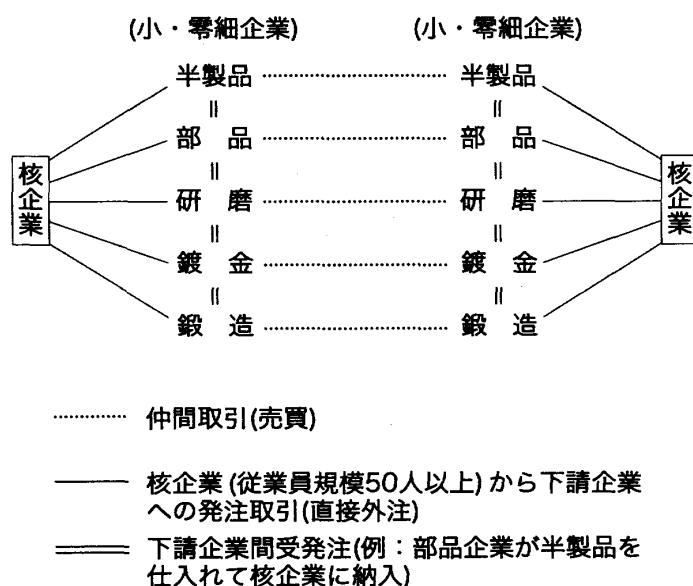 (小・零細企業) (小・零細企業)
半製品 半製品
部 品 部 品
核企業 研 磨 研 磨 核企業
鍍 金 鍍 金
鍛 造 鍛 造
仲間取引(売買)
核企業(従業員規模50人以上)から下請企業
への発注取引(直接外注)
下請企業間受発注(例：部品企業が半製品を
仕入れて核企業に納入)